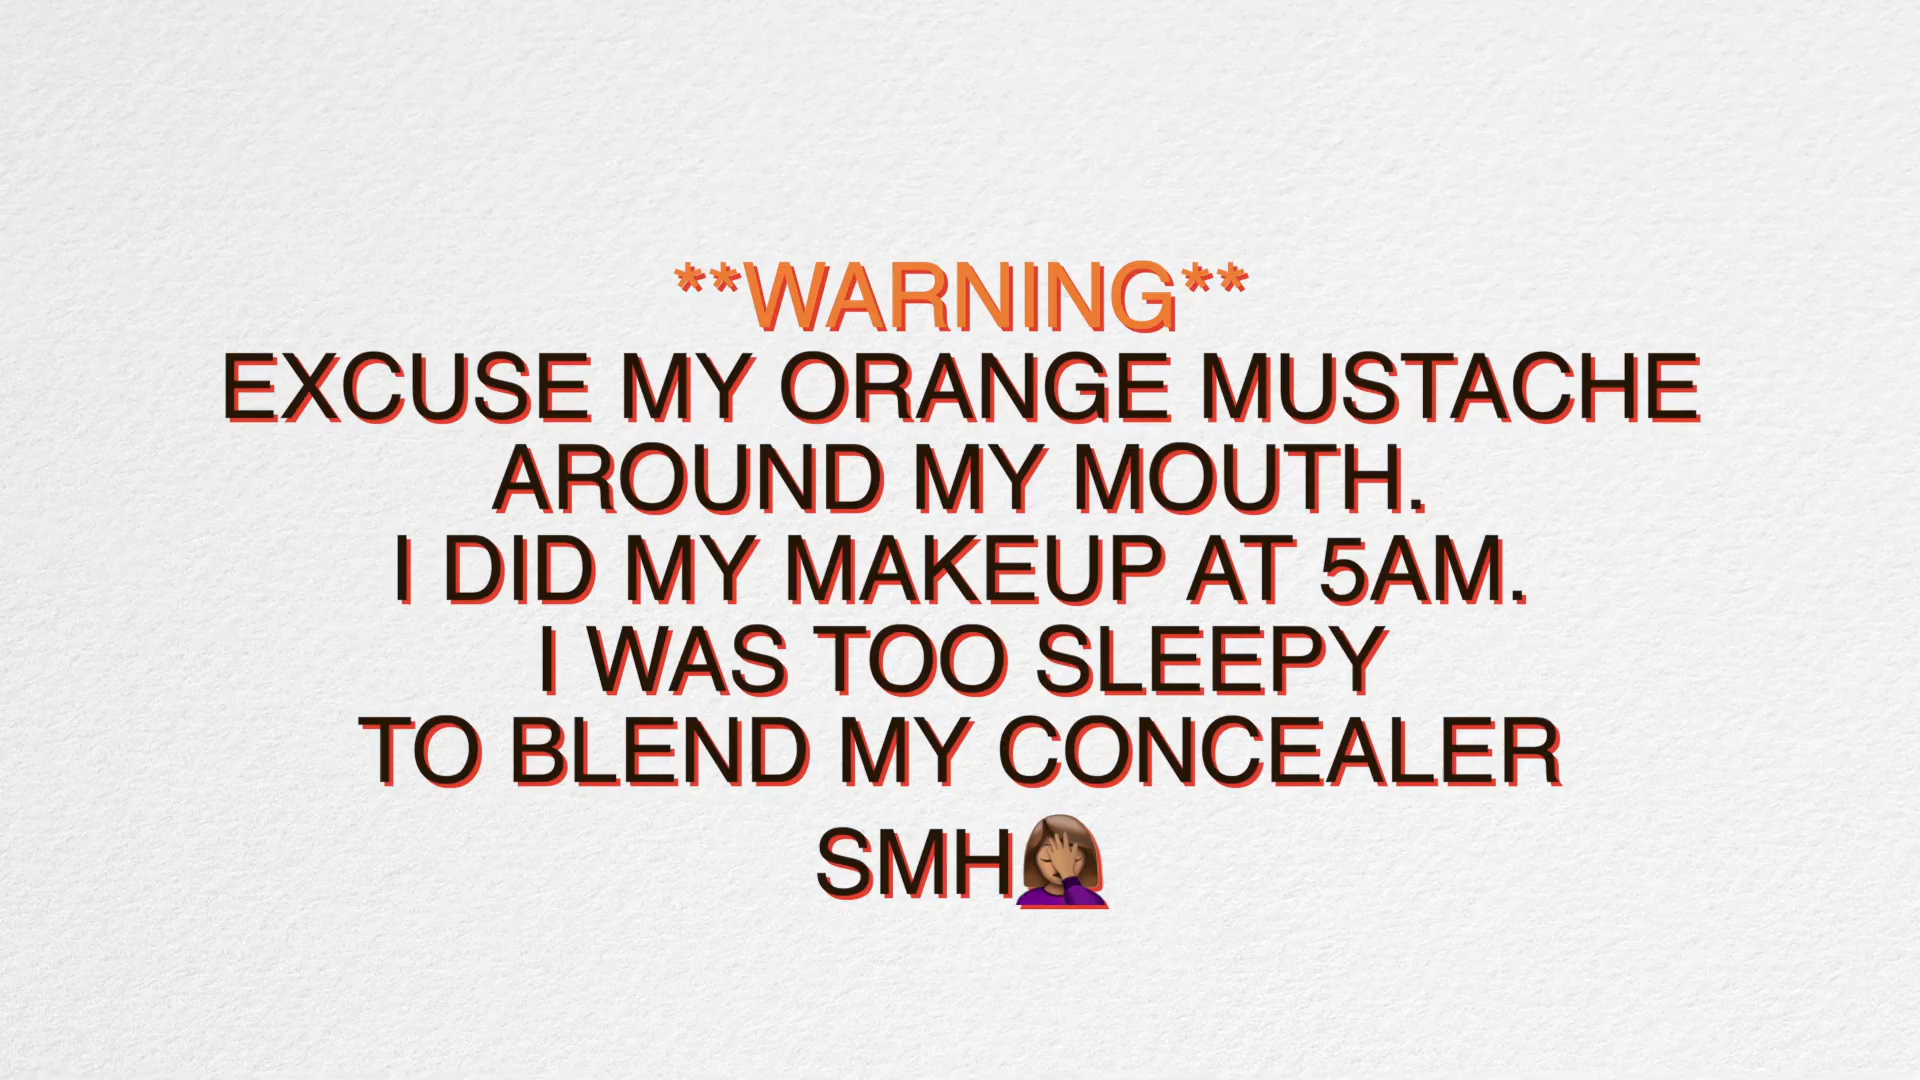 **WARNING**
EXCUSE MY ORANGE MUSTACHE
AROUND MY MOUTH.
I DID MY MAKEUP AT 5AM.
I WAS TOO SLEEPY
TO BLEND MY CONCEALER
SMH🤦🏽‍♀️